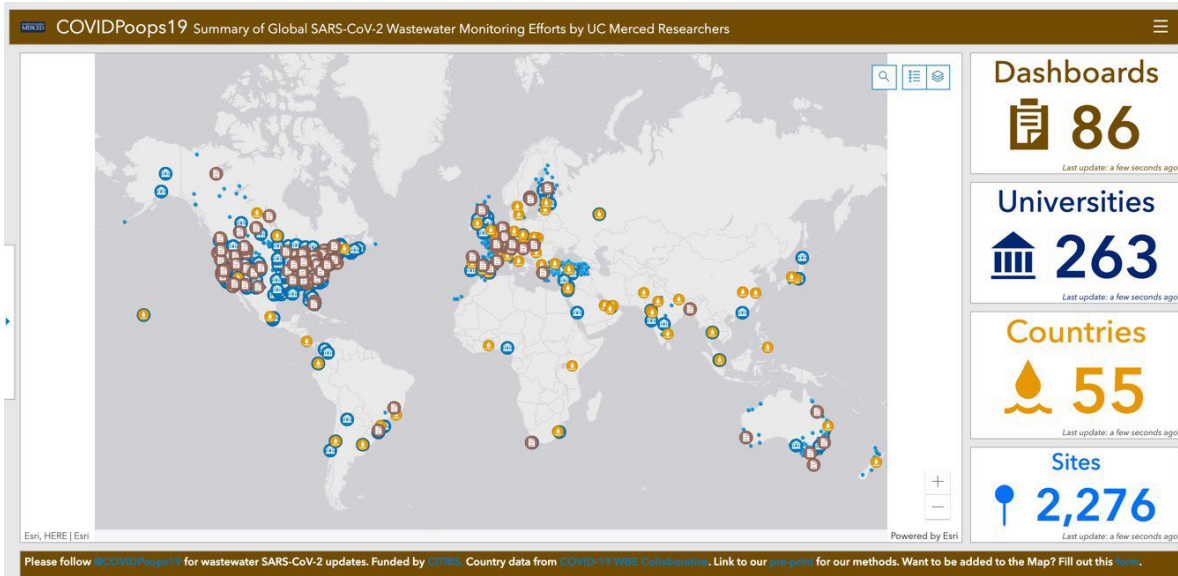 MERCED
COVIDPoops19 Summary of Global SARS-CoV-2 Wastewater Monitoring Efforts by UC Merced Researchers
Dashboards
86
Last update: a few seconds ago
Universities
263
Last update: a few seconds ago
Countries
55
Last update: a few seconds ago
Sites
2,276
Last update: a few seconds ago
Esri, HERE | Esri
Powered by Esri
Please follow @COVIDPoops19 for wastewater SARS-CoV-2 updates. Funded by CITRIS. Country data from COVID-19 WBE Collaborative. Link to our pre-print for our methods. Want to be added to the Map? Fill out this form.